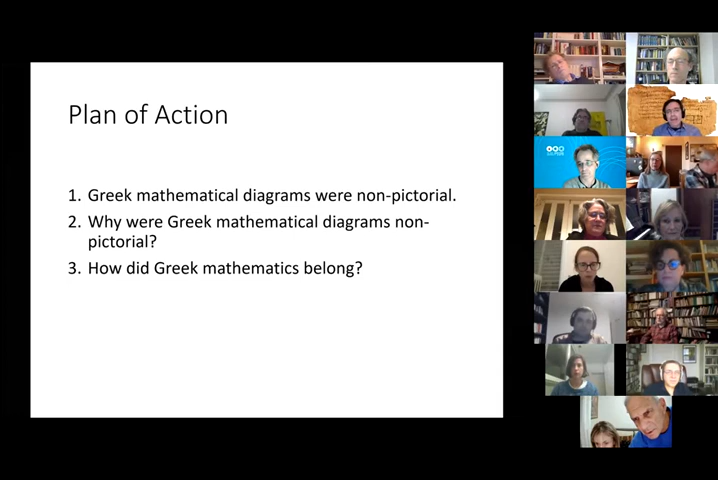 Plan of Action
1. Greek mathematical diagrams were non-pictorial.
2. Why were Greek mathematical diagrams non-
pictorial?
3. How did Greek mathematics belong?